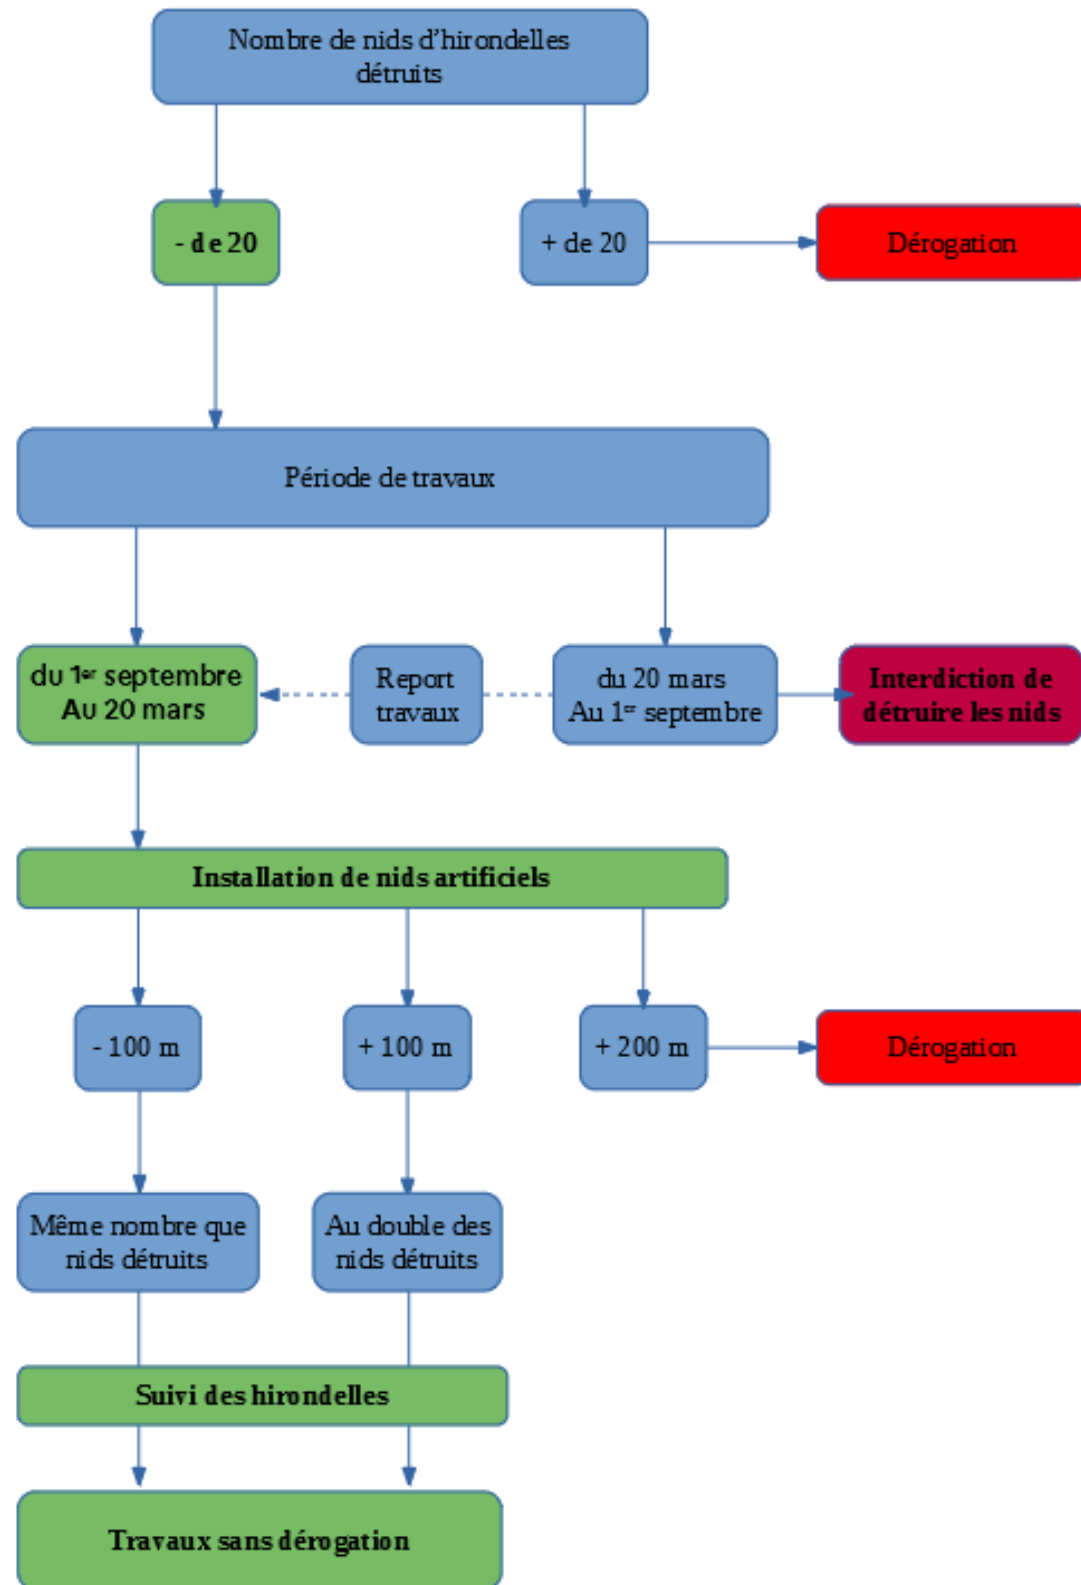 Nombre de nids d'hirondelles
détruits
- de 20
+ de 20
Dérogation
Période de travaux
du 1er septembre
Au 20 mars
Report
travaux
du 20 mars
Au 1er septembre
Interdiction de
détruire les nids
Installation de nids artificiels
- 100 m
+ 100 m
+ 200 m
Dérogation
Même nombre que
nids détruits
Au double des
nids détruits
Suivi des hirondelles
Travaux sans dérogation